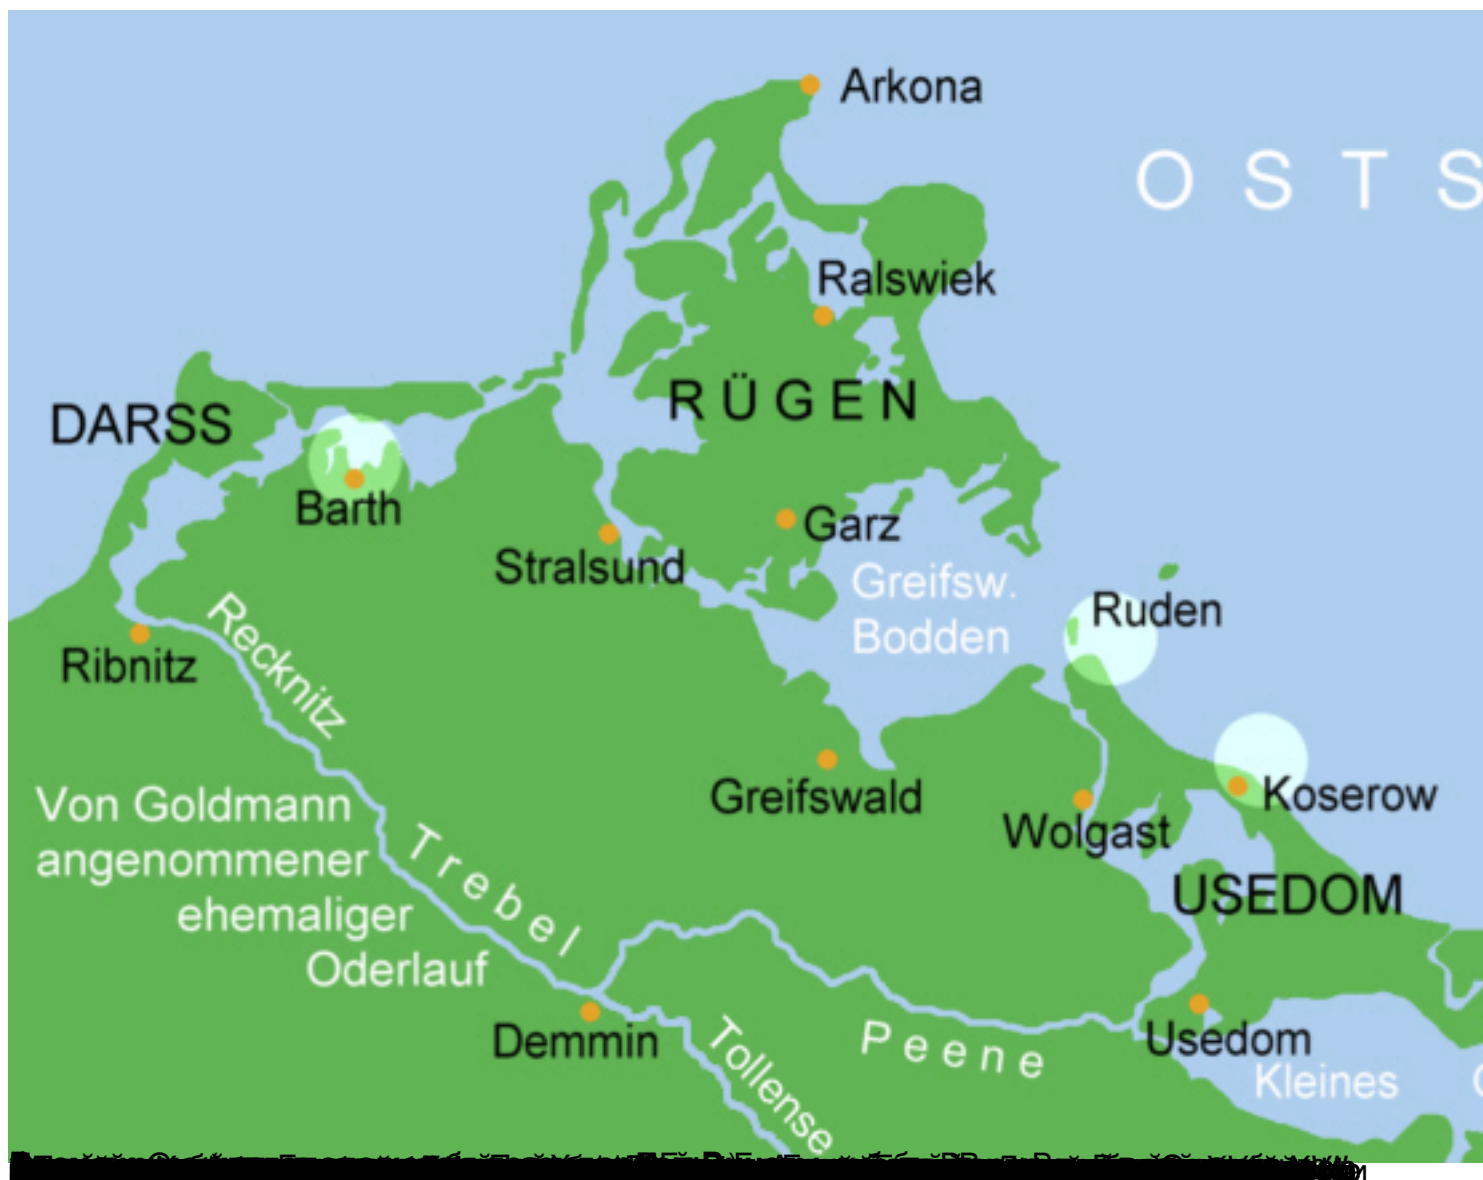 Arkona
O S T S
Ralswiek
RÜGEN
DARSS
Barth
Garz
Stralsund
Greifsw.
Bodden
Ruden
Recknitz
Ribnitz
Greifswald
Koserow
Wolgast
Von Goldmann
angenommener
ehemaliger
Oderlauf
Trebel
USEDOM
Demmin
Tollense
Peene
Usedom
Kleines